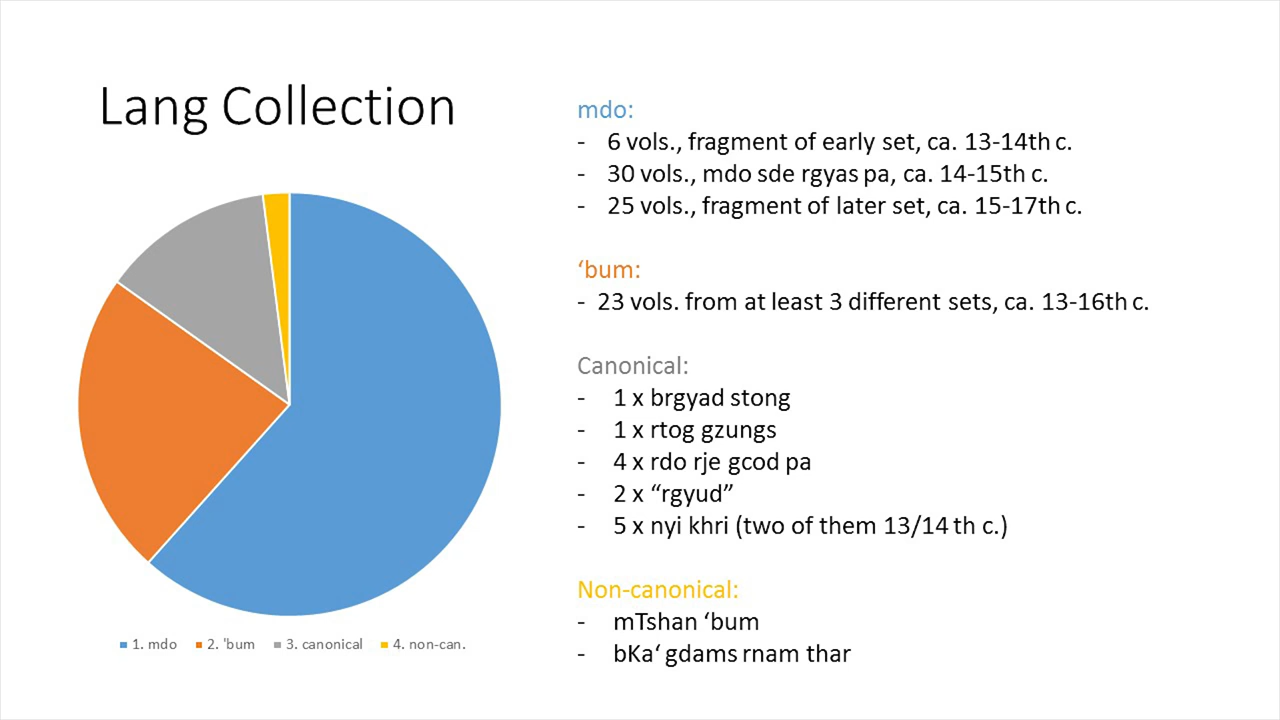 Lang Collection
1. mdo
2. 'bum
3. canonical
4. non-can.
mdo:
- 6 vols., fragment of early set, ca. 13-14th c.
- 30 vols., mdo sde rgyas pa, ca. 14-15th c.
- 25 vols., fragment of later set, ca. 15-17th c.
‘bum:
- 23 vols. from at least 3 different sets, ca. 13-16th c.
Canonical:
- 1 x brgyad stong
- 1 x rtog gzungs
- 4 x rdo rje gcod pa
- 2 x “rgyud”
- 5 x nyi khri (two of them 13/14 th c.)
Non-canonical:
- mTshan ‘bum
- bKa‘ gdams rnam thar